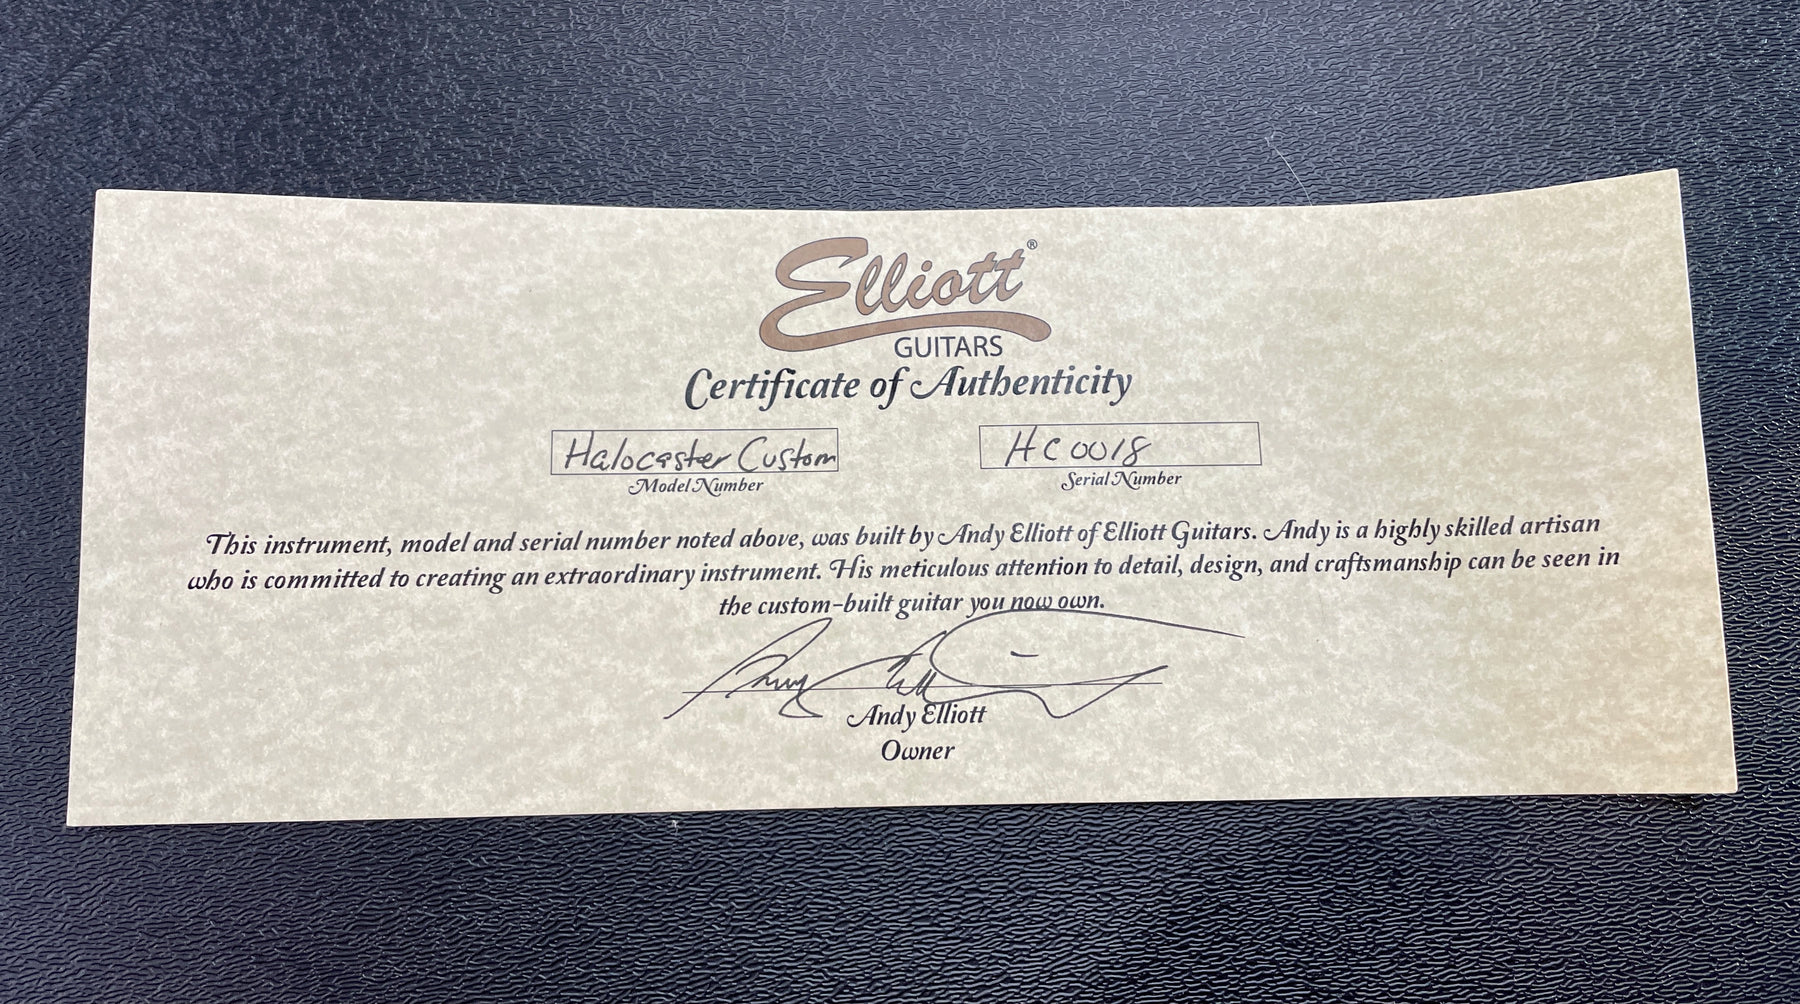 Elliott®
GUITARS
Certificate of Authenticity
Halocaster Custom HC0018
Model Number Serial Number
This instrument, model and serial number noted above, was built by Andy Elliott of Elliott Guitars. Andy is a highly skilled artisan
who is committed to creating an extraordinary instrument. His meticulous attention to detail, design, and craftsmanship can be seen in
the custom-built guitar you now own.
Andy Elliott
Owner